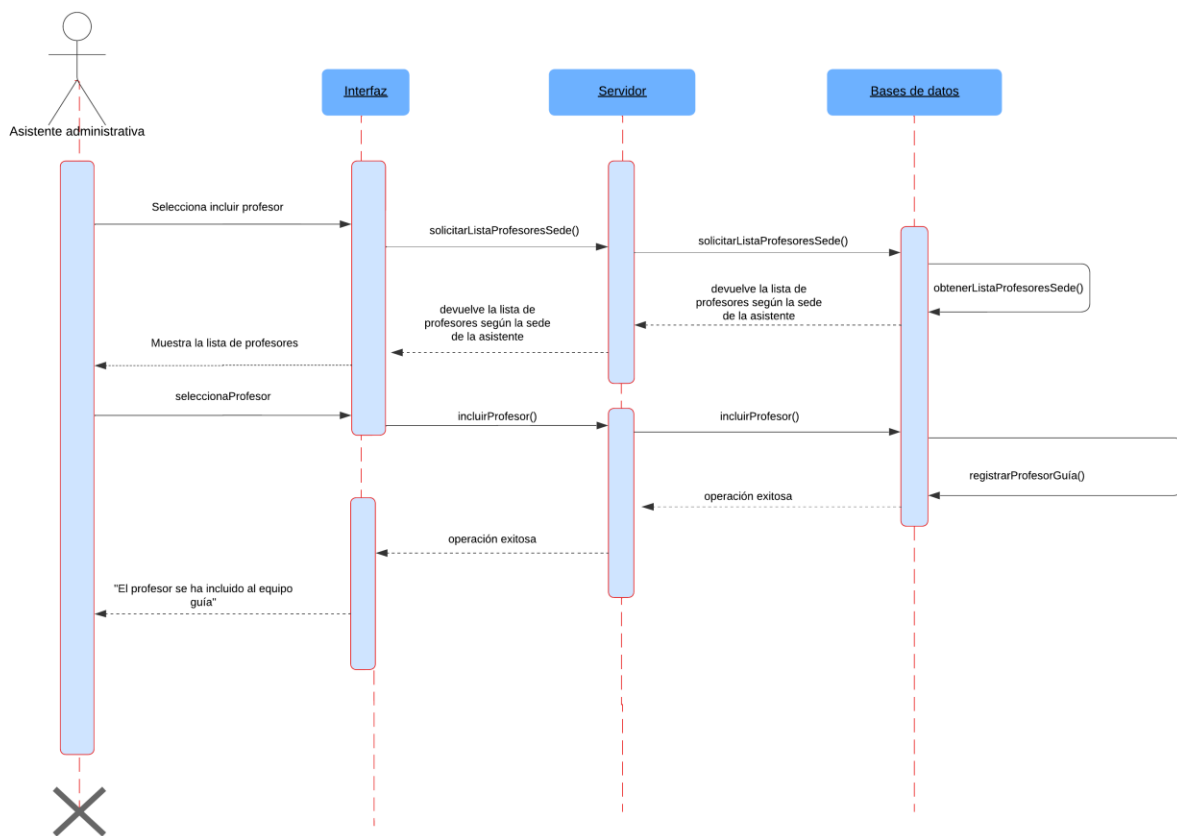 Asistente administrativa
Interfaz
Servidor
Bases de datos
Selecciona incluir profesor
solicitarListaProfesoresSede()
solicitarListaProfesoresSede()
obtenerListaProfesoresSede()
devuelve la lista de
profesores según la sede
de la asistente
devuelve la lista de
profesores según la sede
de la asistente
Muestra la lista de profesores
seleccionaProfesor
incluirProfesor()
incluirProfesor()
registrarProfesorGuía()
operación exitosa
operación exitosa
"El profesor se ha incluido al equipo
guía"